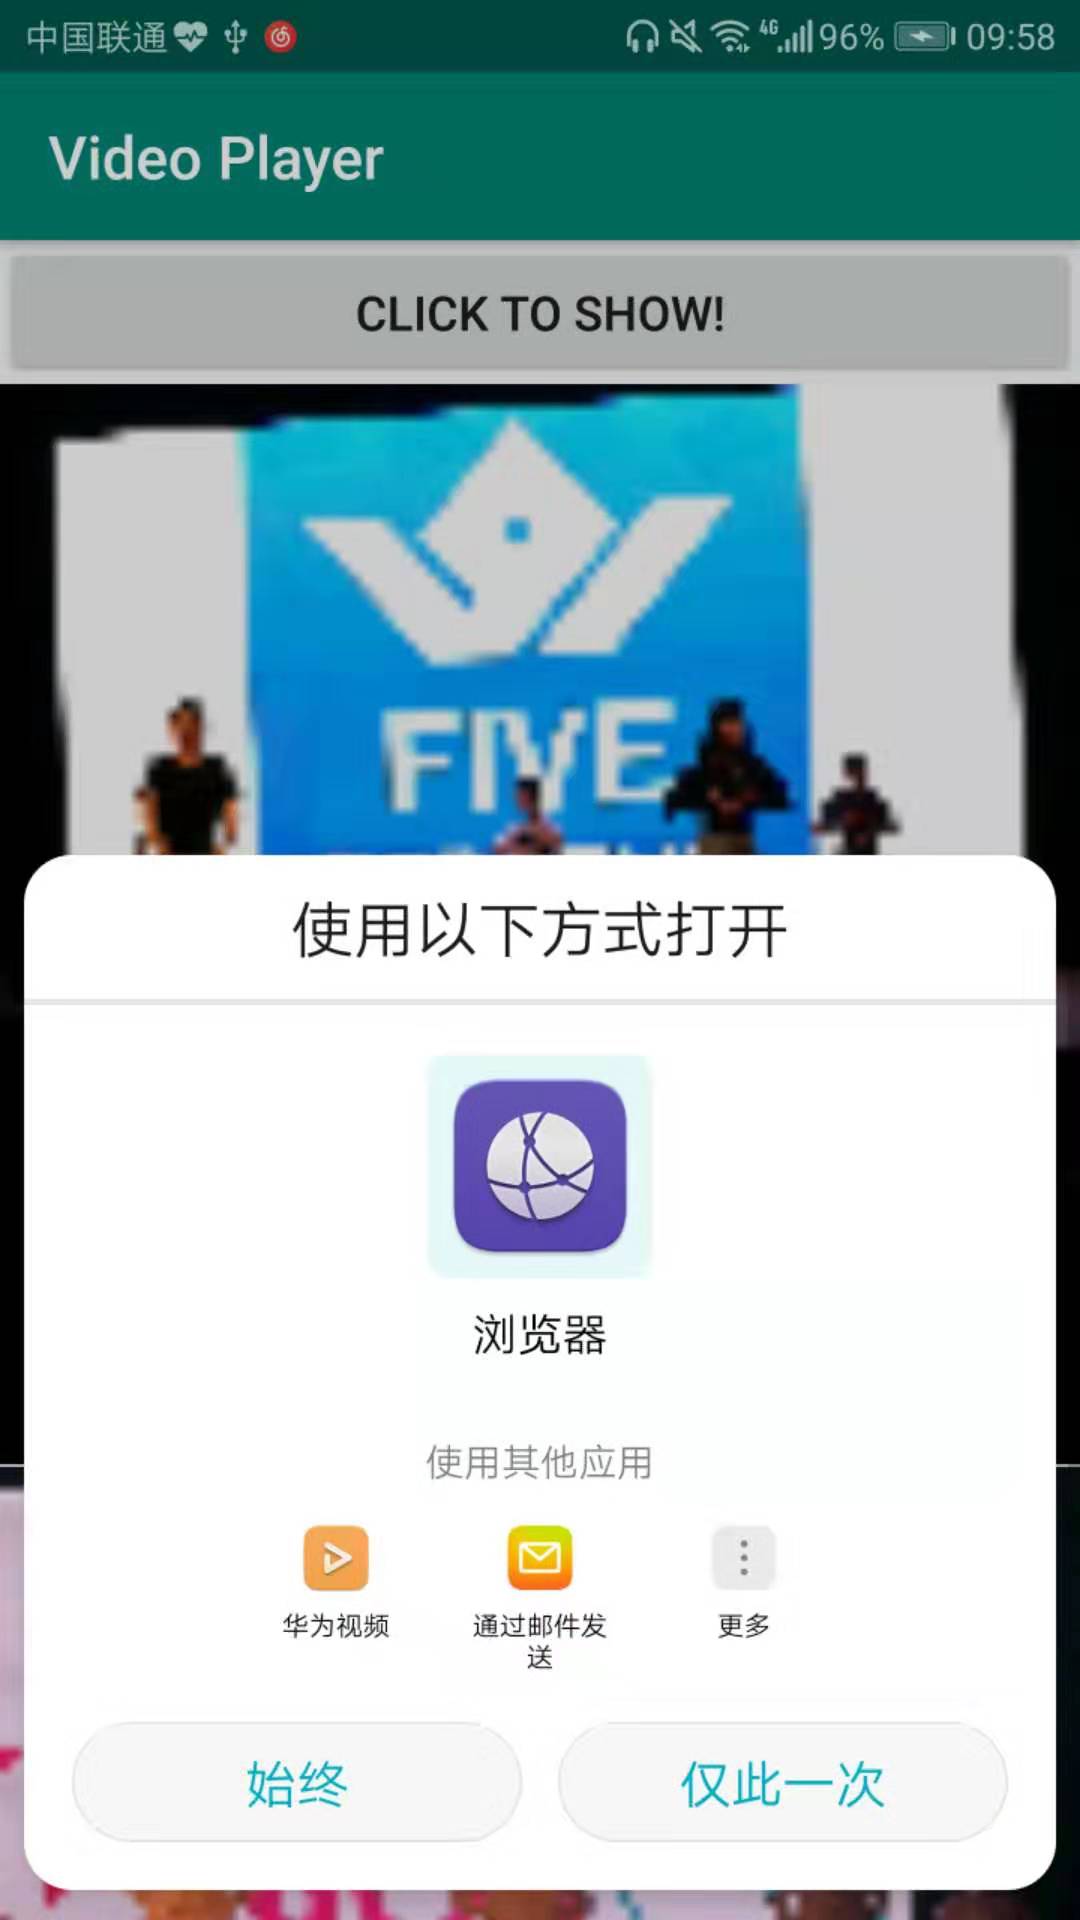 中国联通 4G 96% 09:58
Video Player
CLICK TO SHOW!
FIVE
使用以下方式打开
浏览器
使用其他应用
华为视频
通过邮件发
送
更多
始终
仅此一次